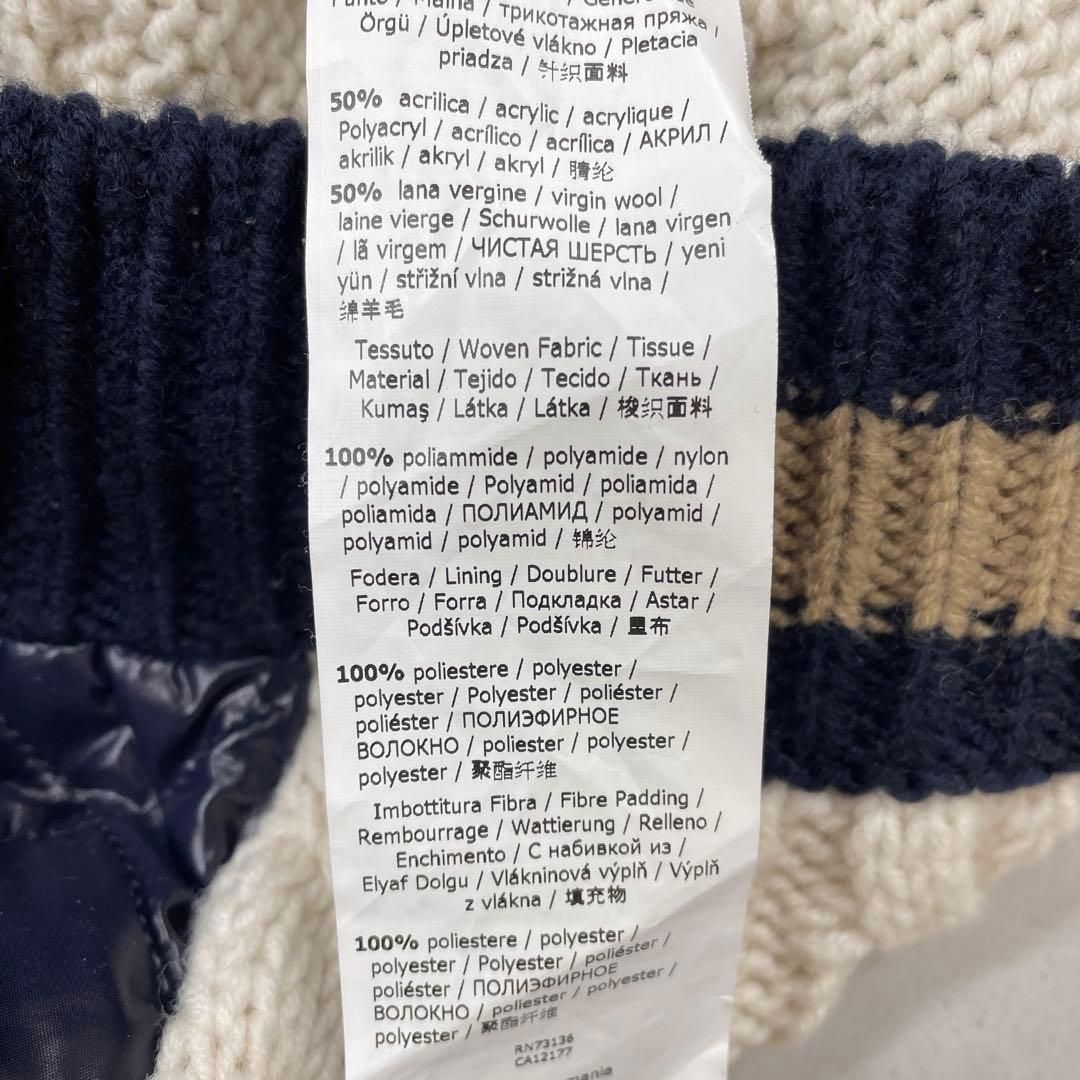 Punto / Maina /
/ трикотажная пряжа /
Örgü / Úpletové vlákno / Pletacia
priadza / 针织面料
50% acrilica / acrylic / acrylique /
Polyacryl / acrílico / acrílica / АКРИЛ /
akrilik / akryl / akryl / 腈纶
50% lana vergine / virgin wool /
laine vierge / Schurwolle / lana virgen
/ lã virgem / ЧИСТАЯ ШЕРСТЬ / yeni
yün / střižní vlna / strižná vlna /
绵羊毛
Tessuto / Woven Fabric / Tissue /
Material / Tejido / Tecido / Ткань /
Kumaş / Látka / Látka / 梭织面料
100% poliammide / polyamide / nylon
/ polyamide / Polyamid / poliamida /
poliamida / ПОЛИАМИД / polyamid /
polyamid / polyamid / 锦纶
Fodera / Lining / Doublure / Futter /
Forro / Forra / Подкладка / Astar /
Podšívka / Podšívka / 里布
100% poliestere / polyester /
polyester / Polyester / poliéster /
poliéster / ПОЛИЭФИРНОЕ
ВОЛОКНО / poliester / polyester /
polyester / 聚酯纤维
Imbottitura Fibra / Fibre Padding /
Rembourrage / Wattierung / Relleno /
Enchimento / С набивкой из /
Elyaf Dolgu / Vlákninová výplň / Výplň
z vlákna / 填充物
100% poliestere / polyester /
polyester / Polyester / poliéster /
poliéster / ПОЛИЭФИРНОЕ
ВОЛОКНО / poliester / polyester /
polyester / 聚酯纤维
RN73136
CA12177